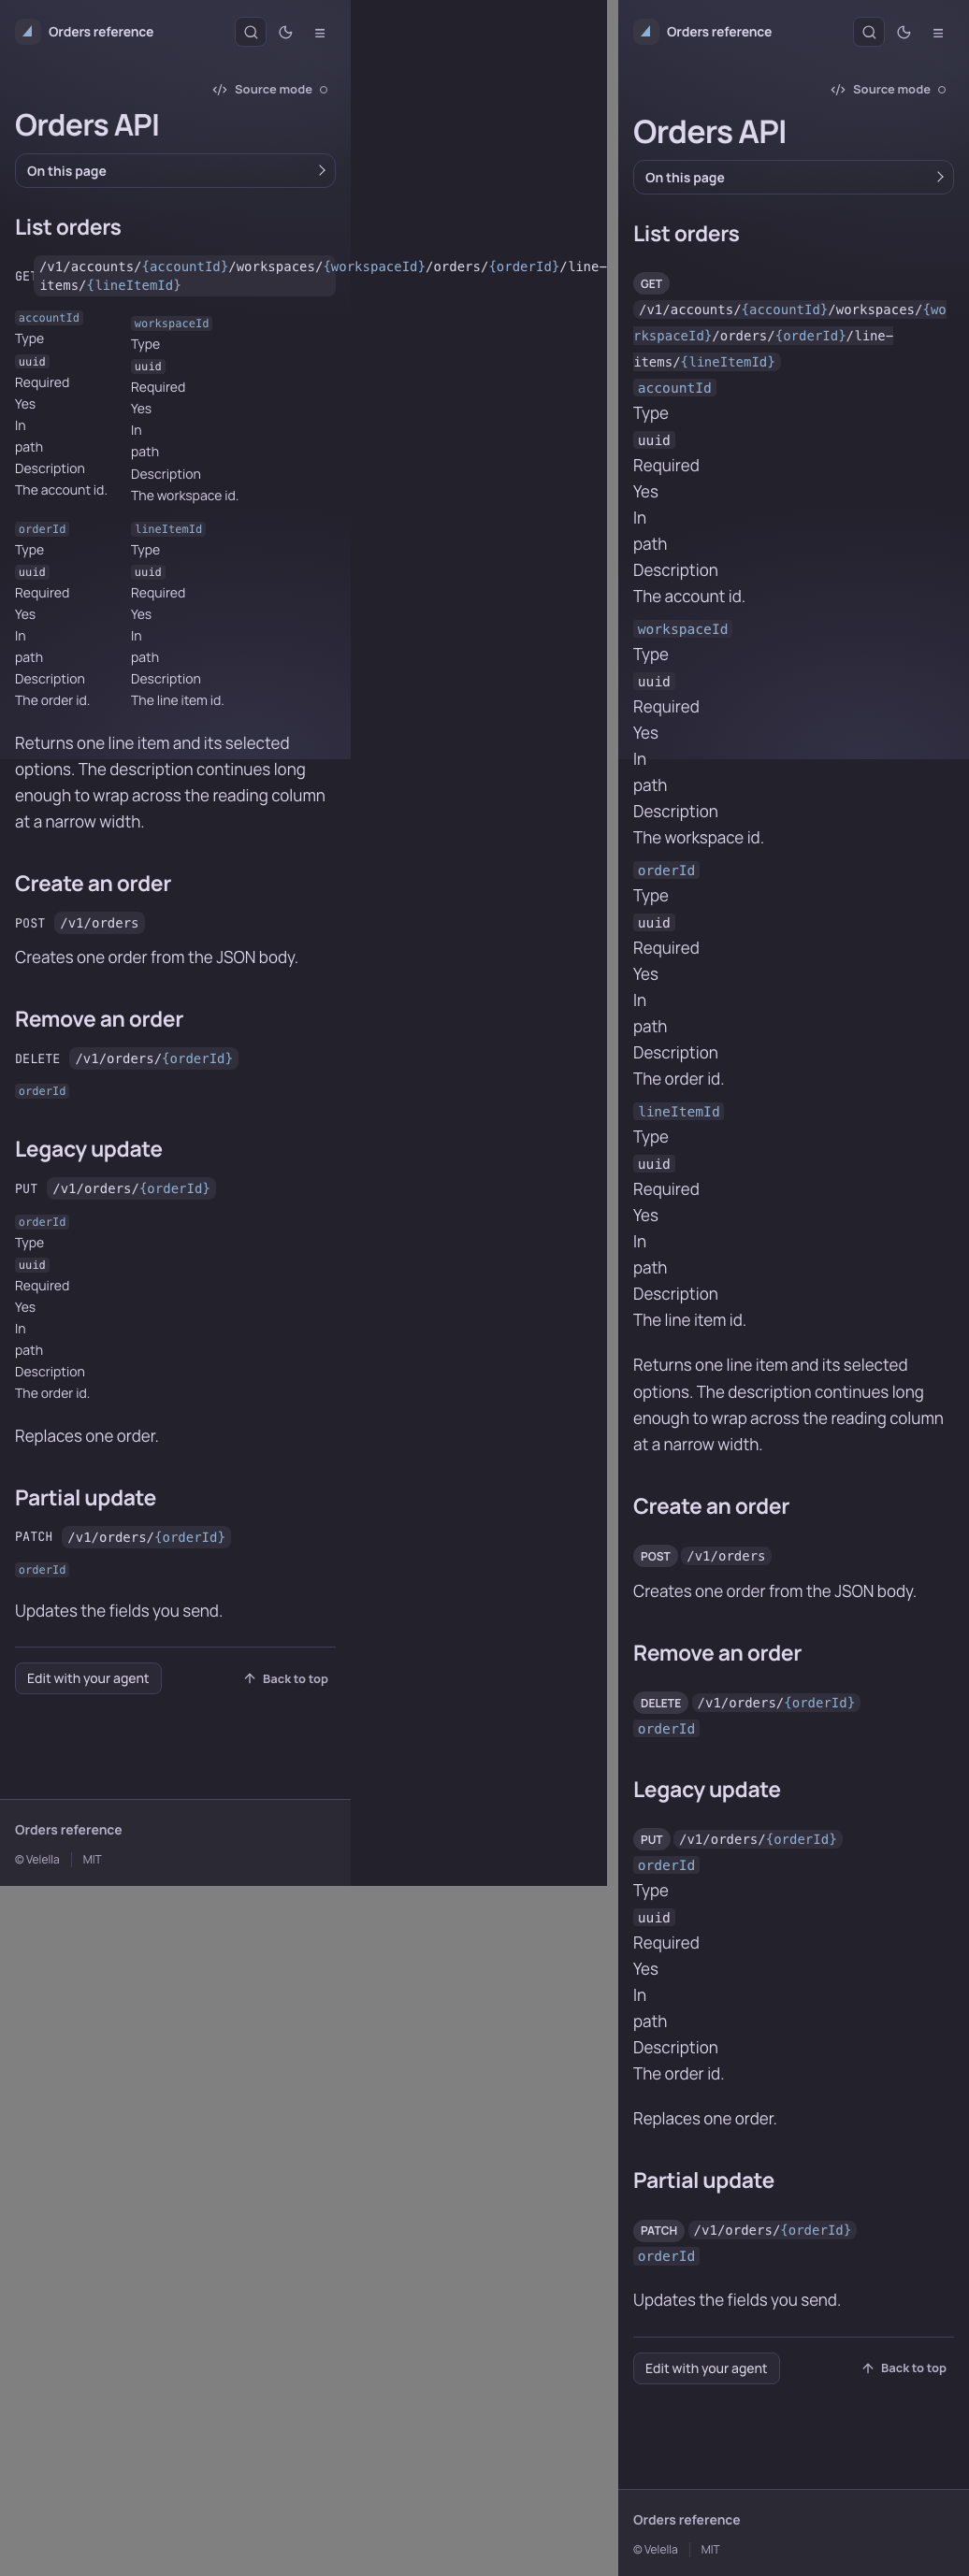 Orders reference
Source mode
Orders API
On this page
List orders
GET /v1/accounts/{accountId}/workspaces/{workspaceId}/orders/{orderId}/line-
items/{lineItemId}
accountId
Type
uuid
Required
Yes
In
path
Description
The account id.
workspaceId
Type
uuid
Required
Yes
In
path
Description
The workspace id.
orderId
Type
uuid
Required
Yes
In
path
Description
The order id.
lineItemId
Type
uuid
Required
Yes
In
path
Description
The line item id.
Returns one line item and its selected
options. The description continues long
enough to wrap across the reading column
at a narrow width.
Create an order
POST /v1/orders
Creates one order from the JSON body.
Remove an order
DELETE /v1/orders/{orderId}
orderId
Legacy update
PUT /v1/orders/{orderId}
orderId
Type
uuid
Required
Yes
In
path
Description
The order id.
Replaces one order.
Partial update
PATCH /v1/orders/{orderId}
orderId
Updates the fields you send.
Edit with your agent
Back to top
Orders reference
© Velella MIT
Orders reference
Source mode
Orders API
On this page
List orders
GET
/v1/accounts/{accountId}/workspaces/{wo
rkspaceId}/orders/{orderId}/line-
items/{lineItemId}
accountId
Type
uuid
Required
Yes
In
path
Description
The account id.
workspaceId
Type
uuid
Required
Yes
In
path
Description
The workspace id.
orderId
Type
uuid
Required
Yes
In
path
Description
The order id.
lineItemId
Type
uuid
Required
Yes
In
path
Description
The line item id.
Returns one line item and its selected
options. The description continues long
enough to wrap across the reading column
at a narrow width.
Create an order
POST /v1/orders
Creates one order from the JSON body.
Remove an order
DELETE /v1/orders/{orderId}
orderId
Legacy update
PUT /v1/orders/{orderId}
orderId
Type
uuid
Required
Yes
In
path
Description
The order id.
Replaces one order.
Partial update
PATCH /v1/orders/{orderId}
orderId
Updates the fields you send.
Edit with your agent
Back to top
Orders reference
© Velella MIT